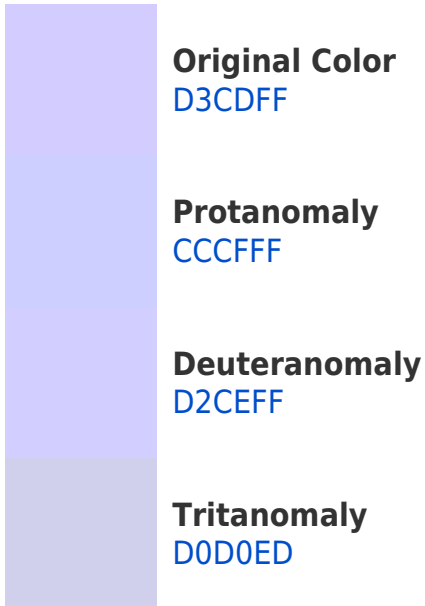 Original Color
D3CDFF
Protanomaly
CCCFFF
Deuteranomaly
D2CEFF
Tritanomaly
D0D0ED